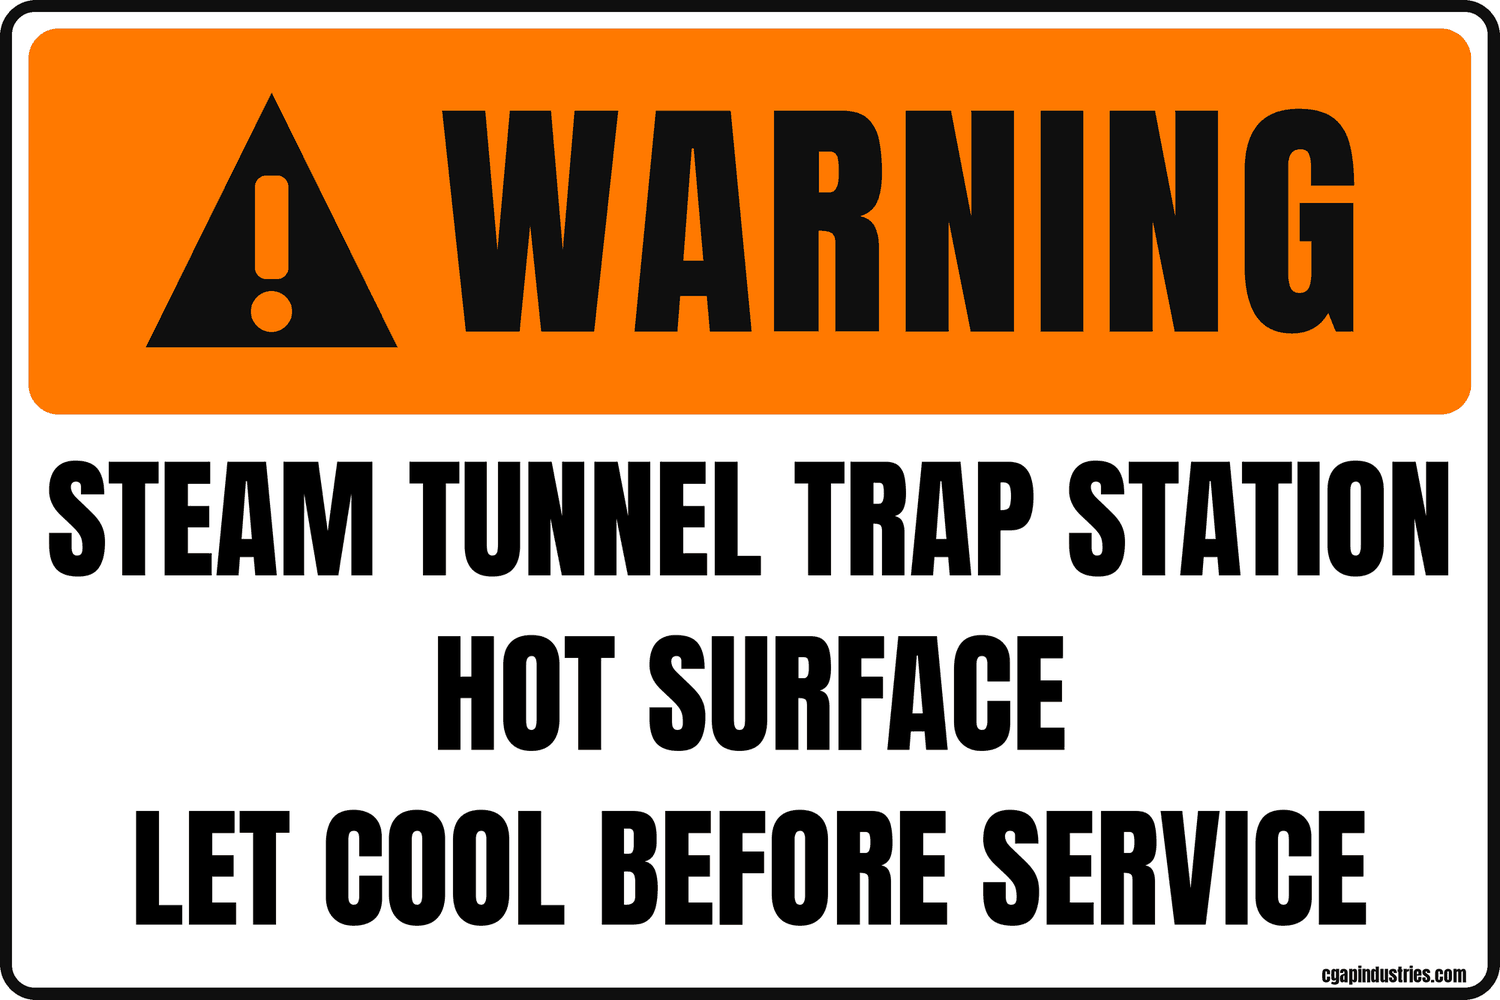 WARNING
STEAM TUNNEL TRAP STATION
HOT SURFACE
LET COOL BEFORE SERVICE
cgapindustries.com